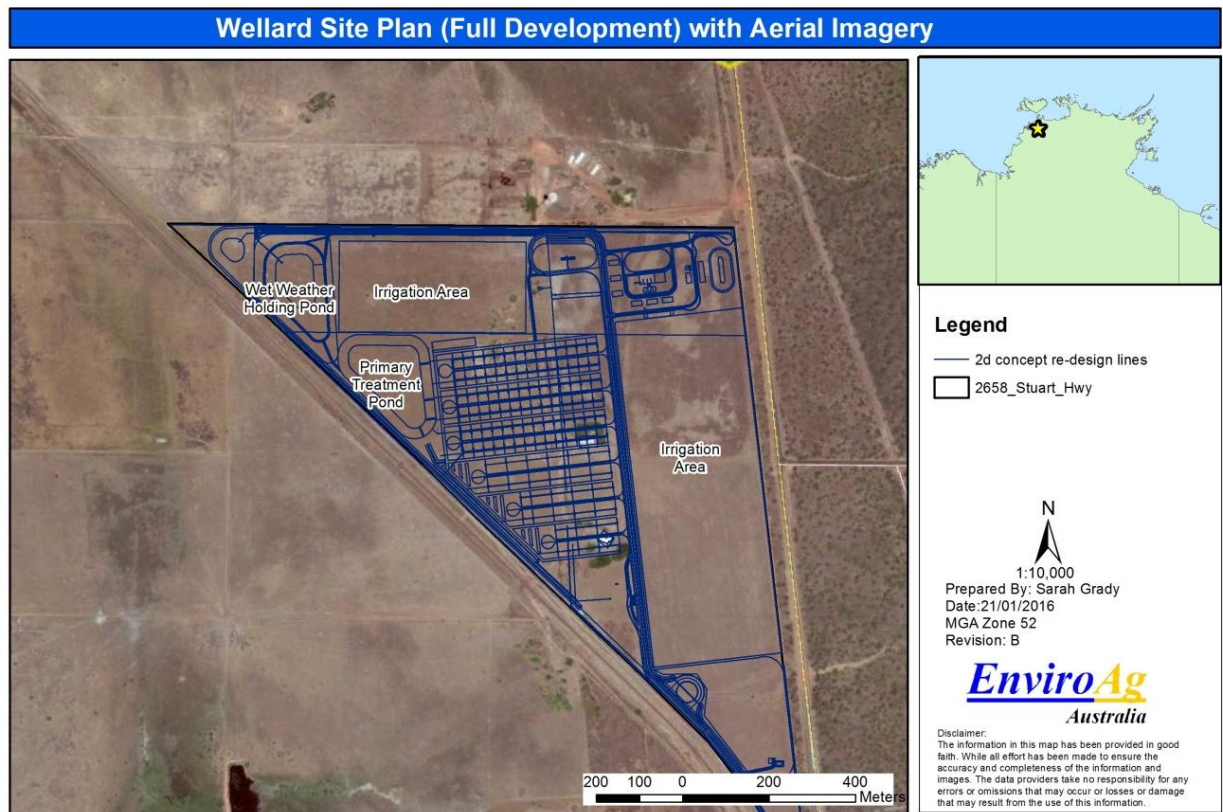 Wellard Site Plan (Full Development) with Aerial Imagery
Wet Weather
Holding Pond
Irrigation Area
Primary
Treatment
Pond
Irrigation
Area
200 100 0 200 400
Meters
Legend
2d concept re-design lines
2658_Stuart_Hwy
N
1:10,000
Prepared By: Sarah Grady
Date:21/01/2016
MGA Zone 52
Revision: B
EnviroAg
Australia
Disclaimer:
The information in this map has been provided in good
faith. While all effort has been made to ensure the
accuracy and completeness of the information and
images. The data providers take no responsibility for any
errors or omissions that may occur or losses or damage
that may result from the use of this information.